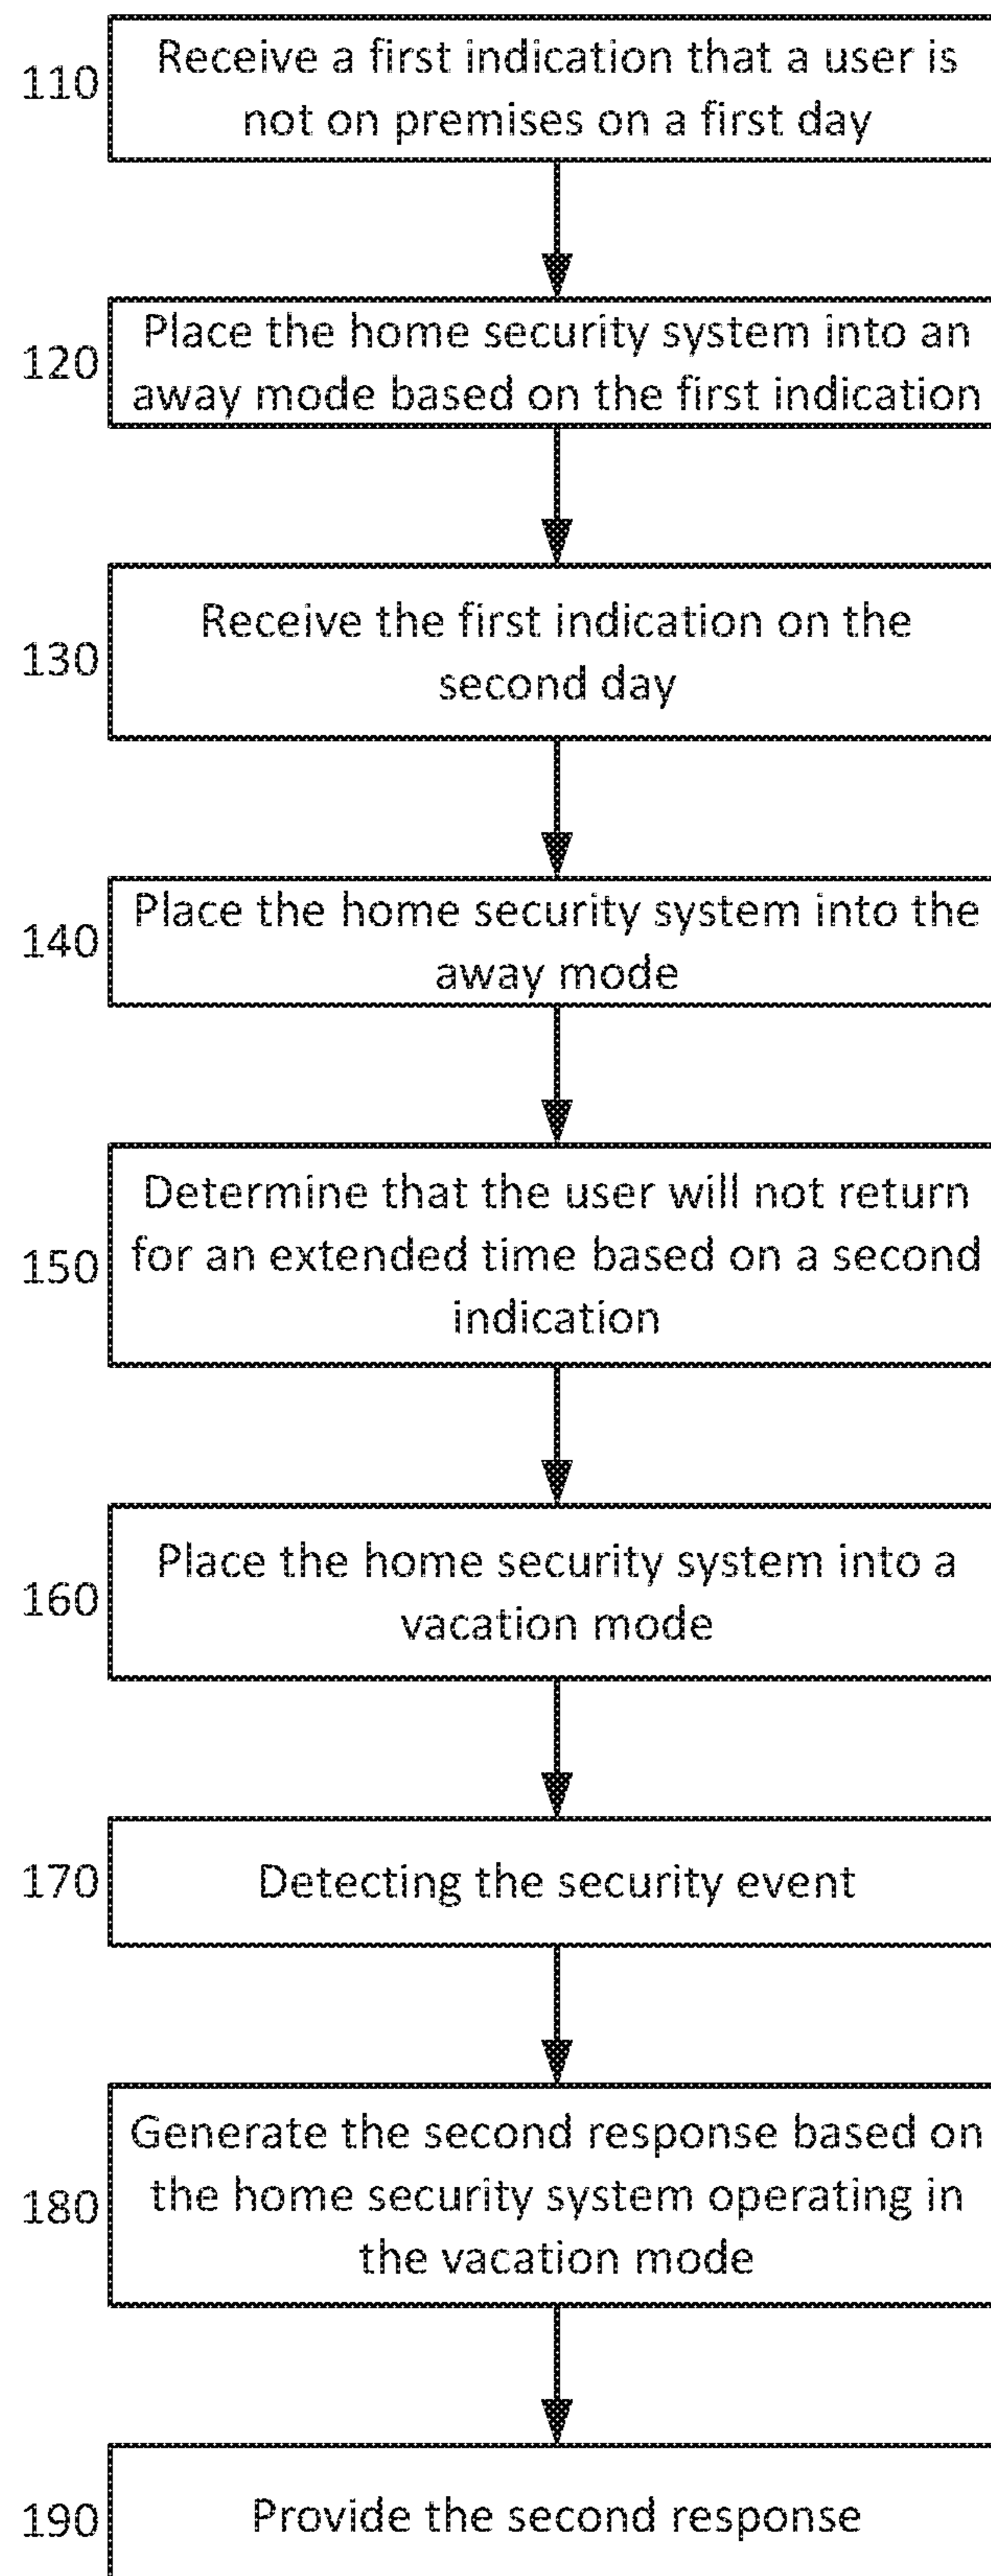 110
Receive a first indication that a user is
not on premises on a first day
120
Place the home security system into an
away mode based on the first indication
130
Receive the first indication on the
second day
140
Place the home security system into the
away mode
150
Determine that the user will not return
for an extended time based on a second
indication
160
Place the home security system into a
vacation mode
170
Detecting the security event
180
Generate the second response based on
the home security system operating in
the vacation mode
190
Provide the second response